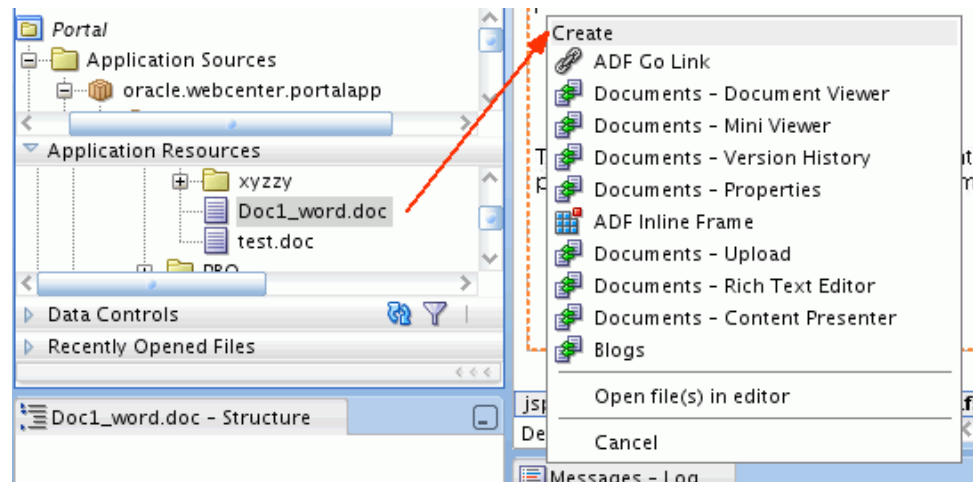 Portal
Application Sources
oracle.webcenter.portalapp
Application Resources
xyzzy
Doc1_word.doc
test.doc
Data Controls
Recently Opened Files
Doc1_word.doc - Structure
Create
ADF Go Link
Documents - Document Viewer
Documents - Mini Viewer
Documents - Version History
Documents - Properties
ADF Inline Frame
Documents - Upload
Documents - Rich Text Editor
Documents - Content Presenter
Blogs
Open file(s) in editor
Cancel
Messages - Log